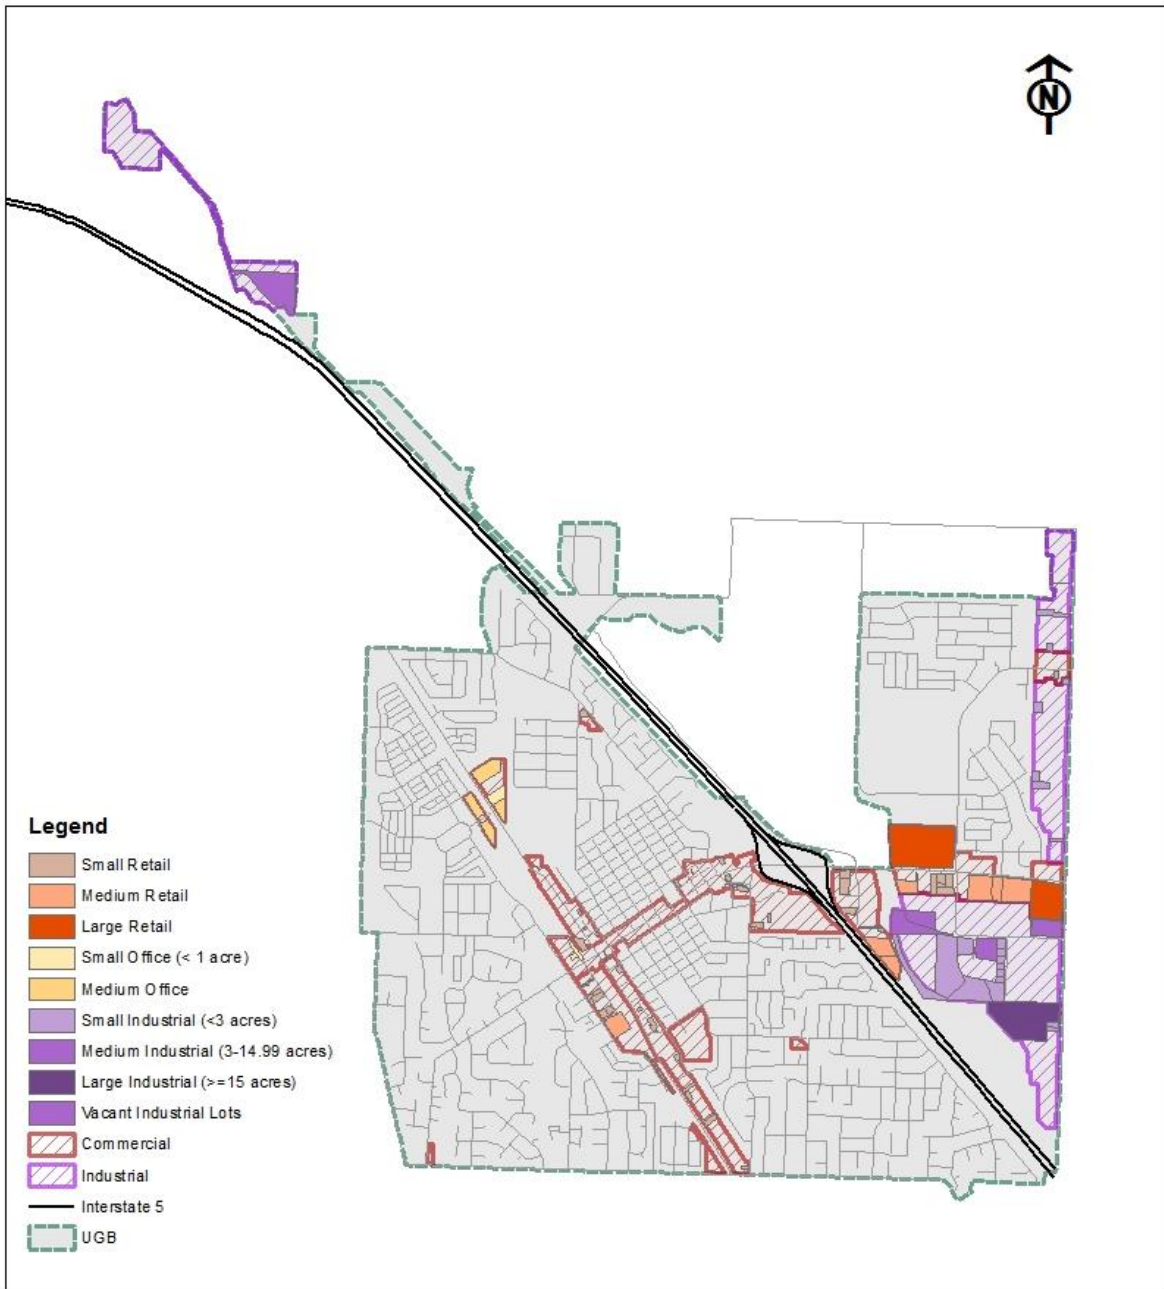 N
Legend
Small Retail
Medium Retail
Large Retail
Small Office (< 1 acre)
Medium Office
Small Industrial (<3 acres)
Medium Industrial (3-14.99 acres)
Large Industrial (>=15 acres)
Vacant Industrial Lots
Commercial
Industrial
Interstate 5
UGB